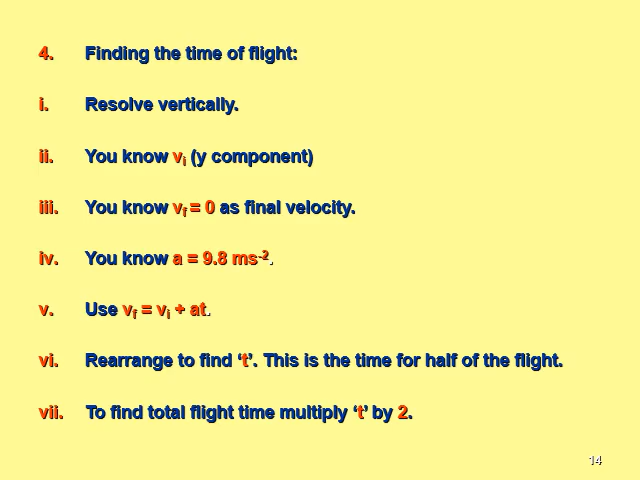 4. Finding the time of flight:
i. Resolve vertically.
ii. You know vᵢ (y component)
iii. You know v_f = 0 as final velocity.
iv. You know a = 9.8 ms⁻².
v. Use v_f = vᵢ + at.
vi. Rearrange to find ‘t’. This is the time for half of the flight.
vii. To find total flight time multiply ‘t’ by 2.
14